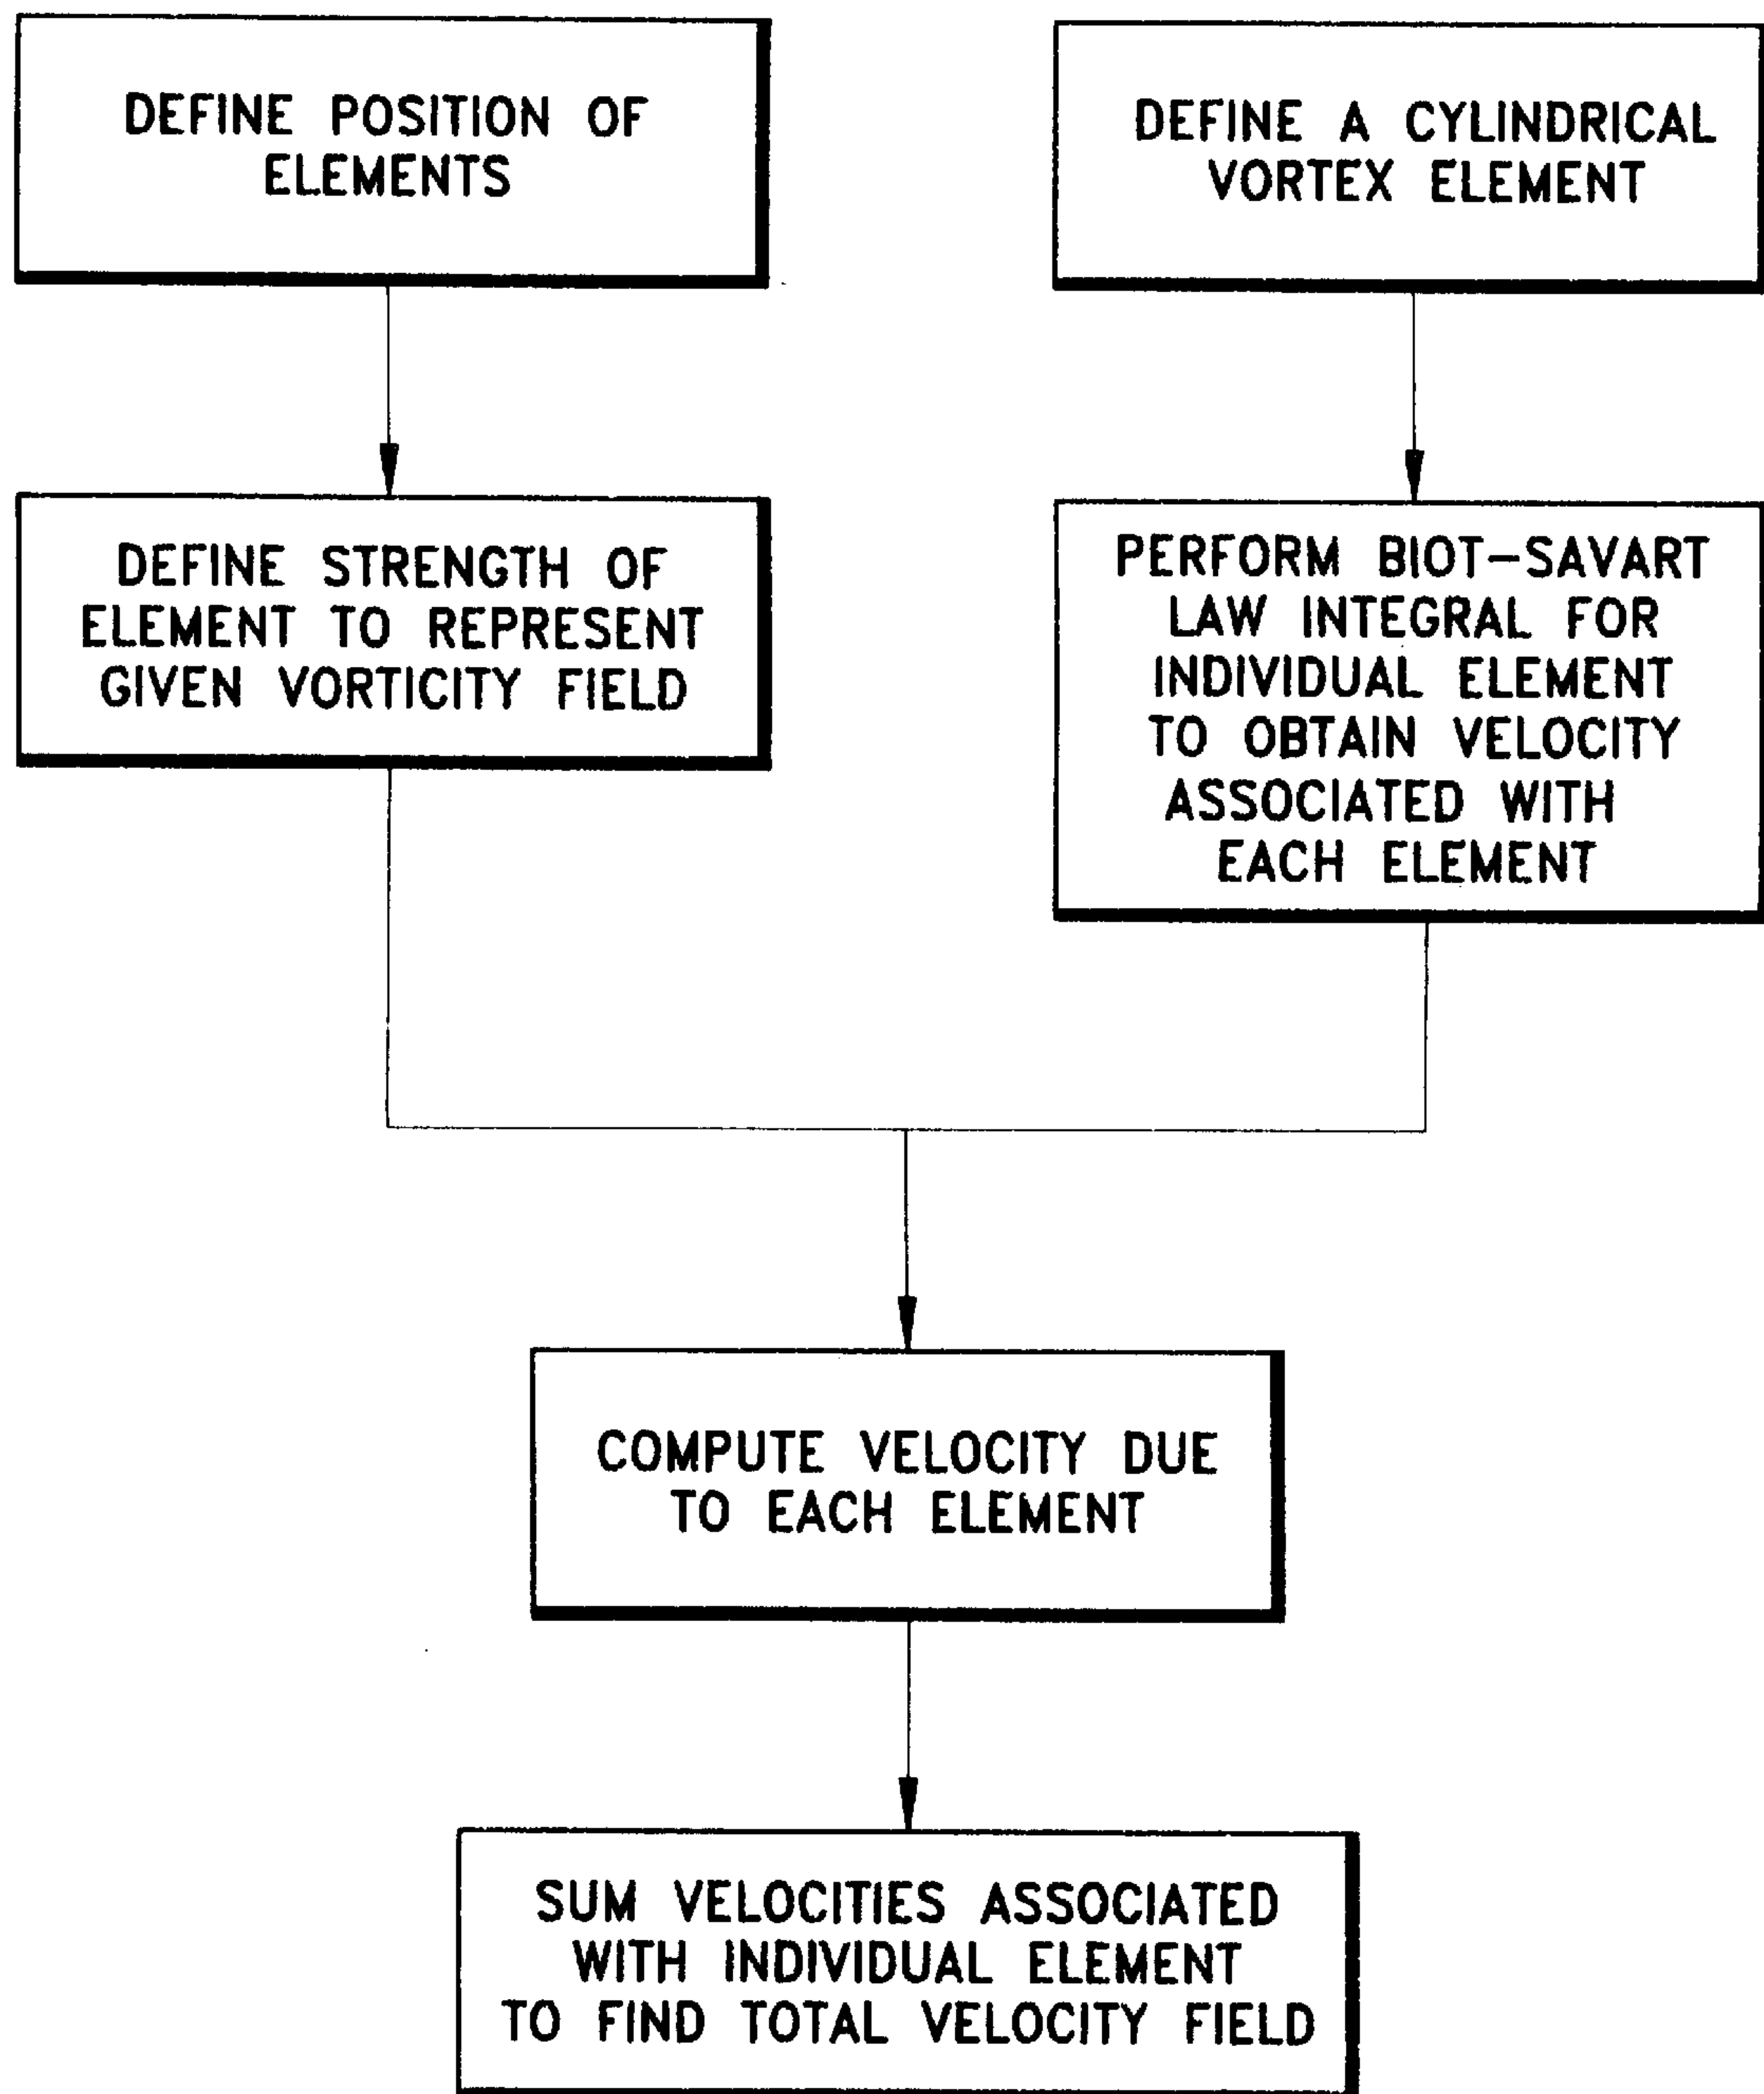 DEFINE POSITION OF
ELEMENTS
DEFINE A CYLINDRICAL
VORTEX ELEMENT
DEFINE STRENGTH OF
ELEMENT TO REPRESENT
GIVEN VORTICITY FIELD
PERFORM BIOT-SAVART
LAW INTEGRAL FOR
INDIVIDUAL ELEMENT
TO OBTAIN VELOCITY
ASSOCIATED WITH
EACH ELEMENT
COMPUTE VELOCITY DUE
TO EACH ELEMENT
SUM VELOCITIES ASSOCIATED
WITH INDIVIDUAL ELEMENT
TO FIND TOTAL VELOCITY FIELD